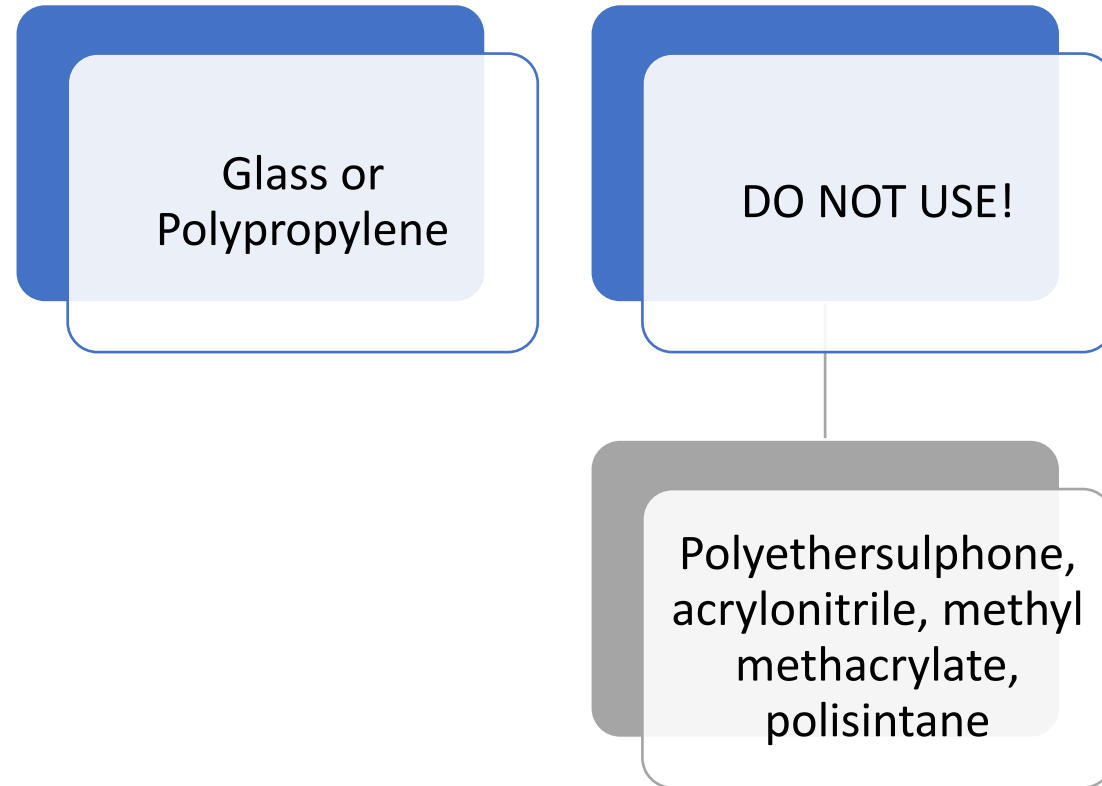 Glass or
Polypropylene
DO NOT USE!
Polyethersulphone,
acrylonitrile, methyl
methacrylate,
polisintane